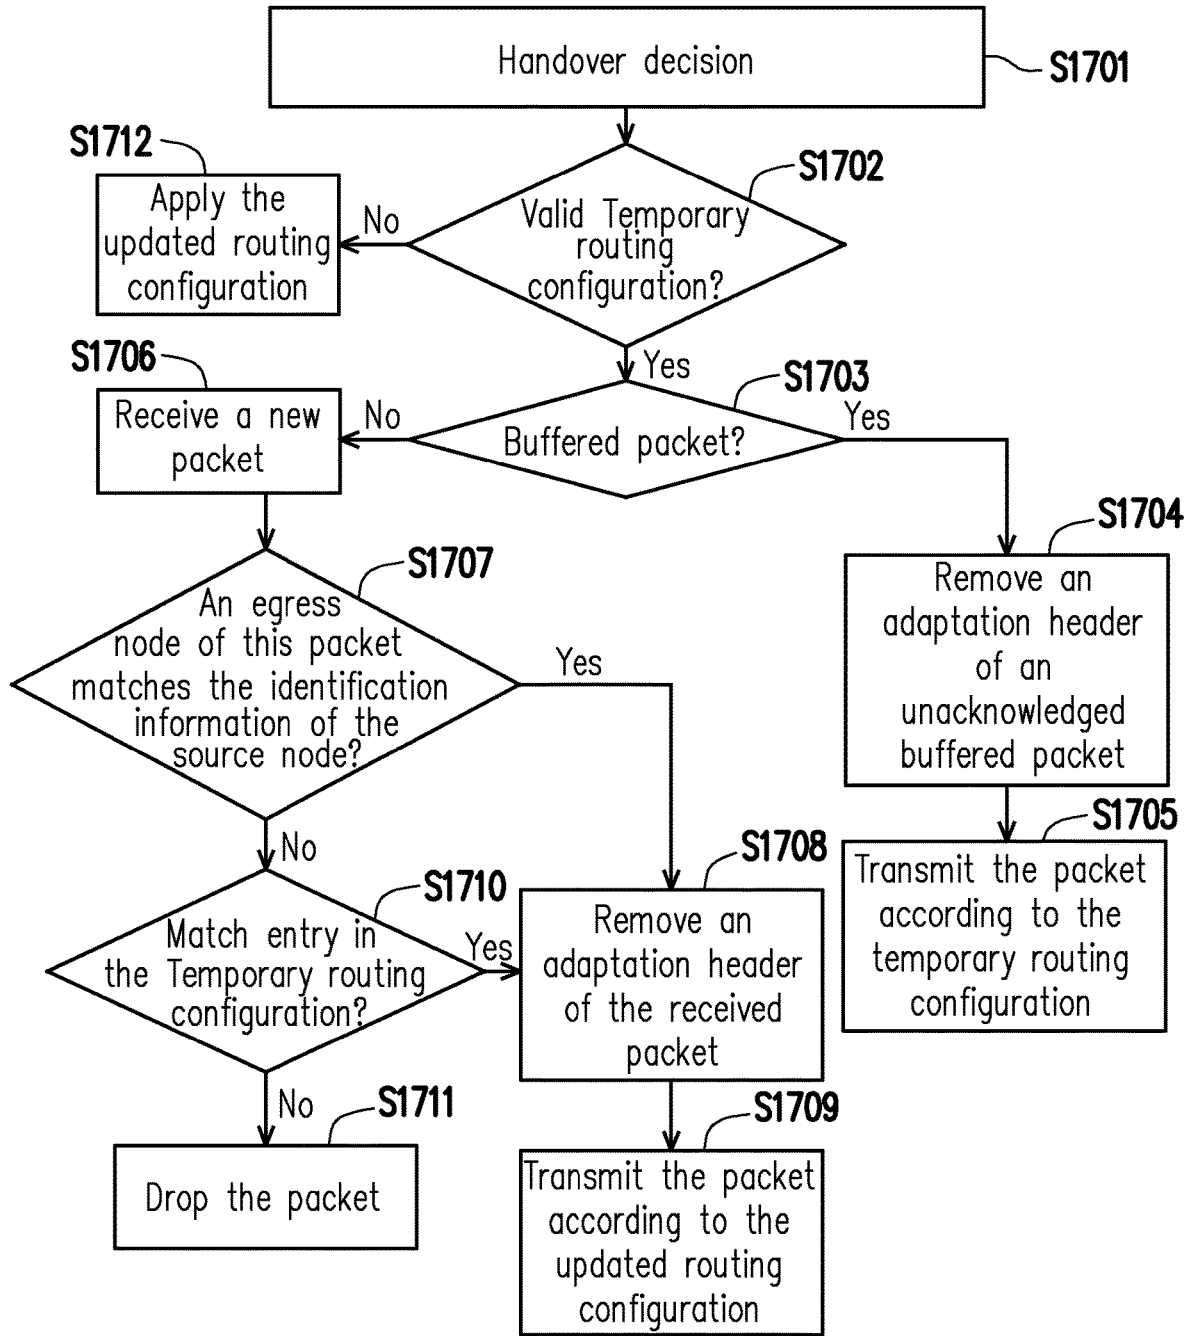 Handover decision
S1701
S1712
S1702
Apply the
updated routing
configuration
No
Valid Temporary
routing
configuration?
S1706
Yes
S1703
Receive a new
packet
No
Buffered packet?
Yes
S1704
S1707
Remove an
adaptation header
of an
unacknowledged
buffered packet
An egress
node of this packet
matches the identification
information of the
source node?
Yes
S1705
Transmit the packet
according to the
temporary routing
configuration
No
S1710
S1708
Match entry in
the Temporary routing
configuration?
Yes
Remove an
adaptation header
of the received
packet
No
S1711
S1709
Drop the packet
Transmit the packet
according to the
updated routing
configuration